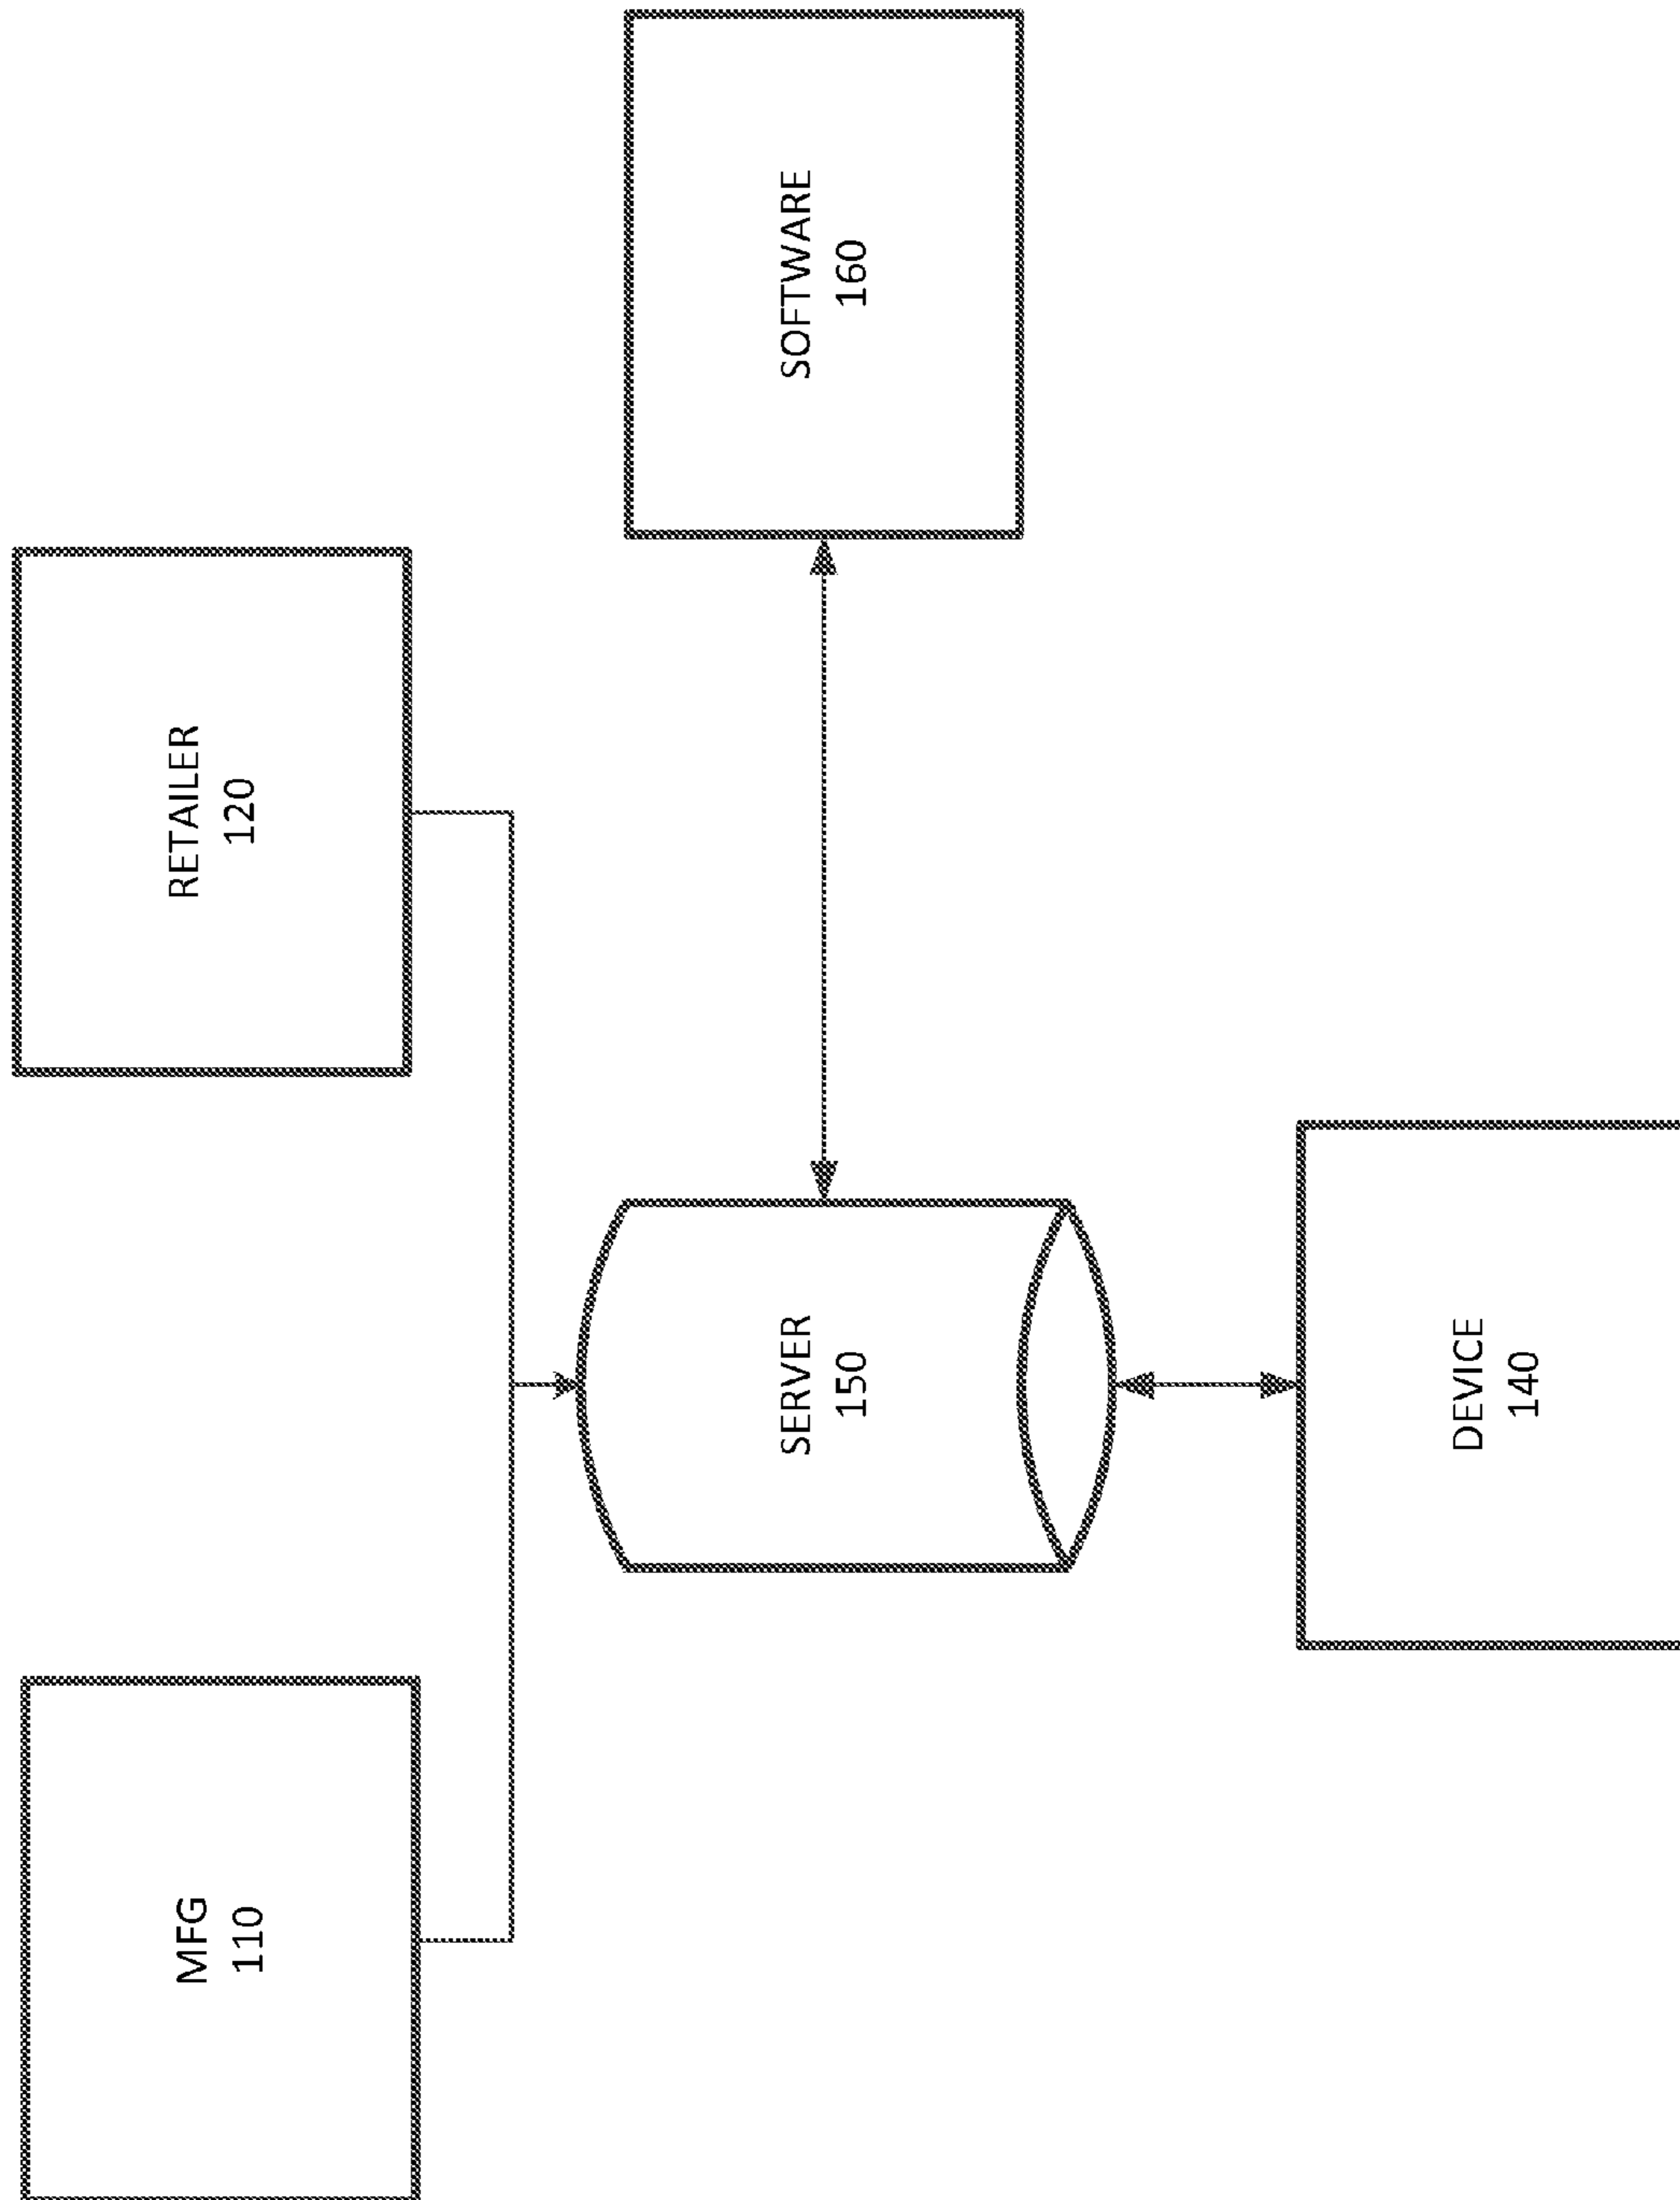 MFG
110
RETAILER
120
SERVER
150
SOFTWARE
160
DEVICE
140